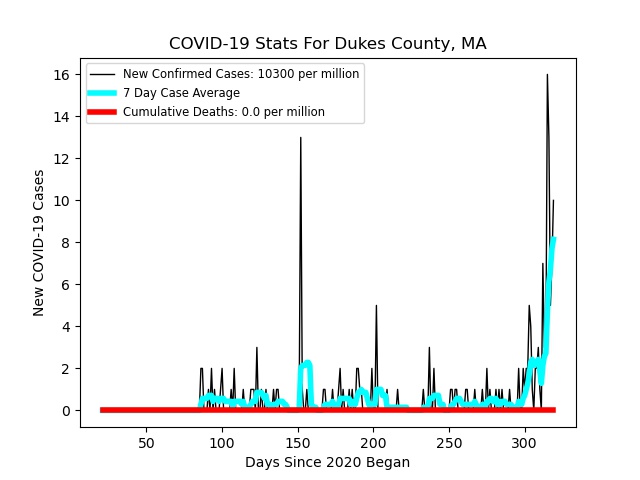 COVID-19 Stats For Dukes County, MA
New Confirmed Cases: 10300 per million
7 Day Case Average
Cumulative Deaths: 0.0 per million
New COVID-19 Cases
16
14
12
10
8
6
4
2
0
50 100 150 200 250 300
Days Since 2020 Began